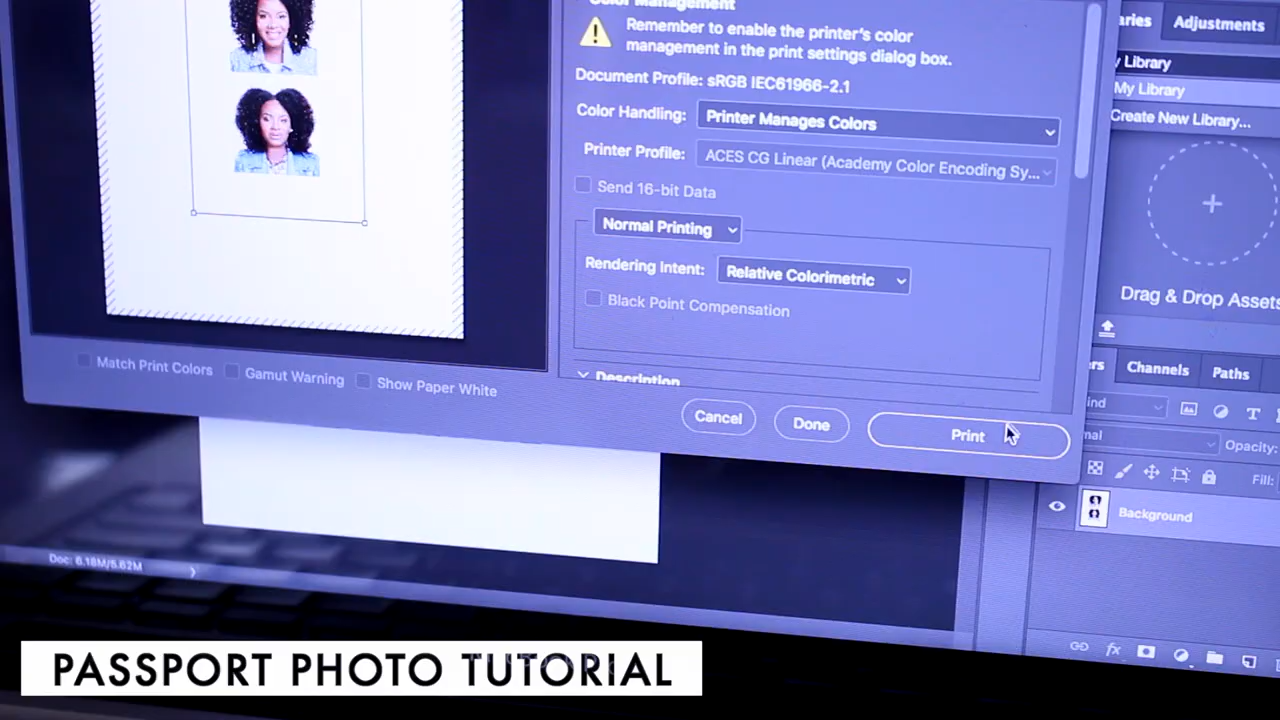 Color Management
Remember to enable the printer's color
management in the print settings dialog box.
Document Profile: sRGB IEC61966-2.1
Color Handling: Printer Manages Colors
Printer Profile: ACES CG Linear (Academy Color Encoding Sy...
Send 16-bit Data
Normal Printing
Rendering Intent: Relative Colorimetric
Black Point Compensation
Description
Match Print Colors Gamut Warning Show Paper White
Cancel Done Print
Adjustments
Library
My Library
Create New Library...
Drag & Drop Assets
Channels Paths
Opacity:
Fill:
Background
Doc: 6.18M/5.62M
PASSPORT PHOTO TUTORIAL